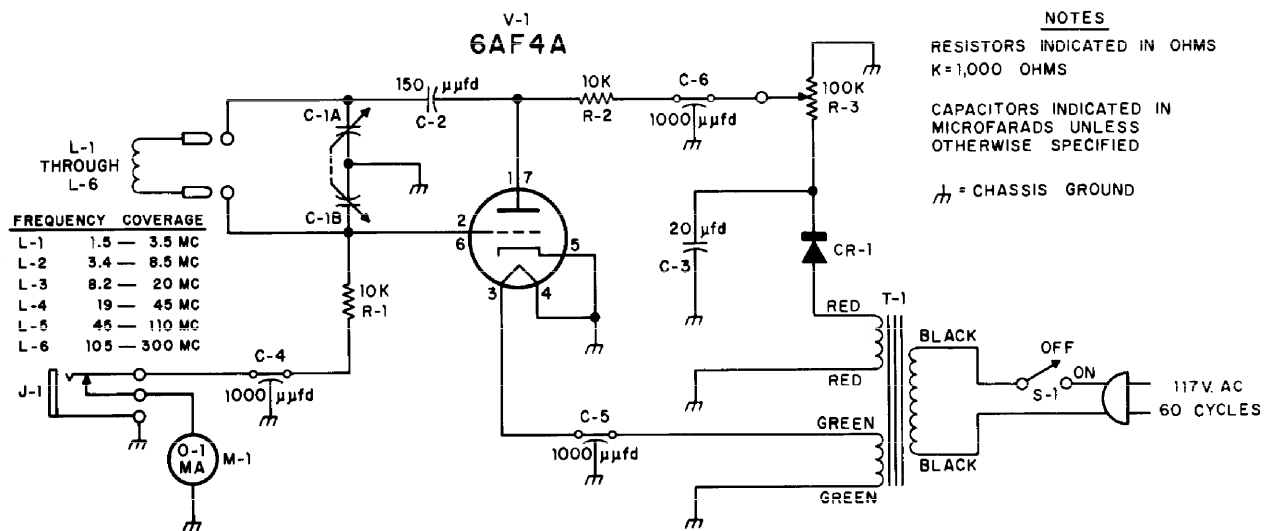 V-1
6AF4A
NOTES
RESISTORS INDICATED IN OHMS
K=1,000 OHMS
CAPACITORS INDICATED IN
MICROFARADS UNLESS
OTHERWISE SPECIFIED
= CHASSIS GROUND
150 μμfd
C-2
10K
R-2
C-6
1000 μμfd
100K
R-3
C-1A
C-1B
L-1
THROUGH
L-6
1 7
2
6
5
3 4
20 μfd
C-3
CR-1
FREQUENCY COVERAGE
L-1 1.5 — 3.5 MC
L-2 3.4 — 8.5 MC
L-3 8.2 — 20 MC
L-4 19 — 45 MC
L-5 45 — 110 MC
L-6 105 — 300 MC
10K
R-1
C-4
1000 μμfd
J-1
0-1
MA
M-1
C-5
1000 μμfd
RED
T-1
RED
GREEN
GREEN
BLACK
BLACK
OFF
ON
S-1
117V. AC
60 CYCLES